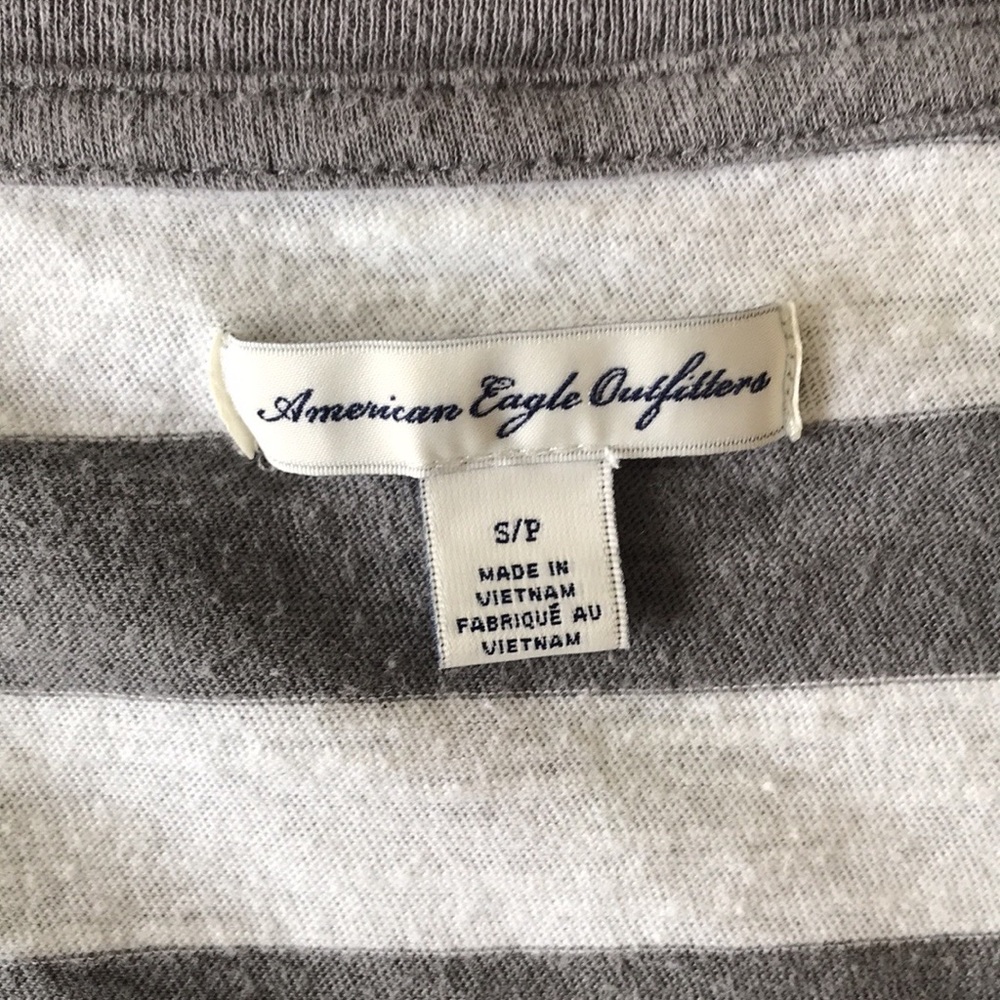 American Eagle Outfitters
S/P
MADE IN
VIETNAM
FABRIQUÉ AU
VIETNAM